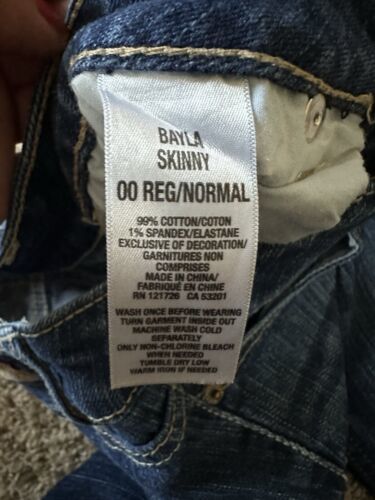 BAYLA
SKINNY
00 REG/NORMAL
99% COTTON/COTON
1% SPANDEX/ELASTANE
EXCLUSIVE OF DECORATION/
GARNITURES NON
COMPRISES
MADE IN CHINA/
FABRIQUÉ EN CHINE
RN 121726 CA 53201
WASH ONCE BEFORE WEARING
TURN GARMENT INSIDE OUT
MACHINE WASH COLD
SEPARATELY
ONLY NON-CHLORINE BLEACH
WHEN NEEDED
TUMBLE DRY LOW
WARM IRON IF NEEDED